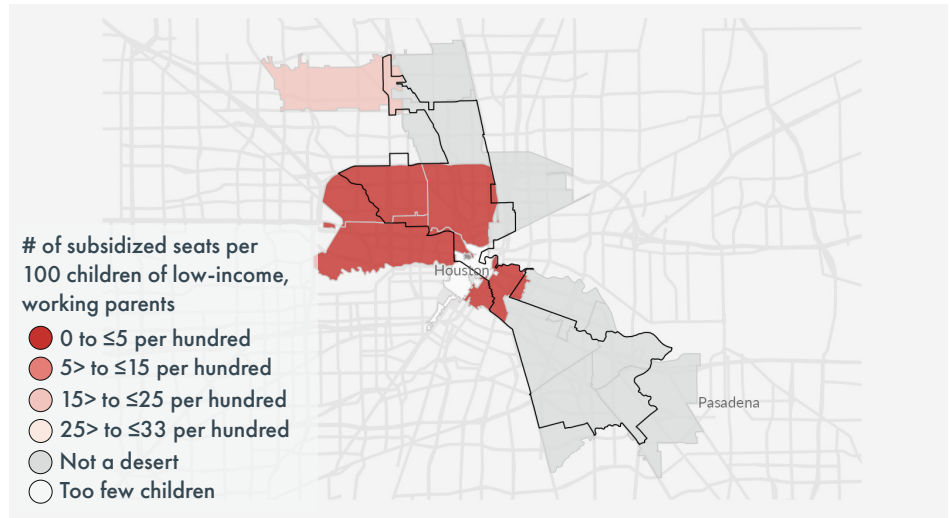 # of subsidized seats per
100 children of low-income,
working parents
0 to ≤5 per hundred
5> to ≤15 per hundred
15> to ≤25 per hundred
25> to ≤33 per hundred
Not a desert
Too few children
Houston
Pasadena